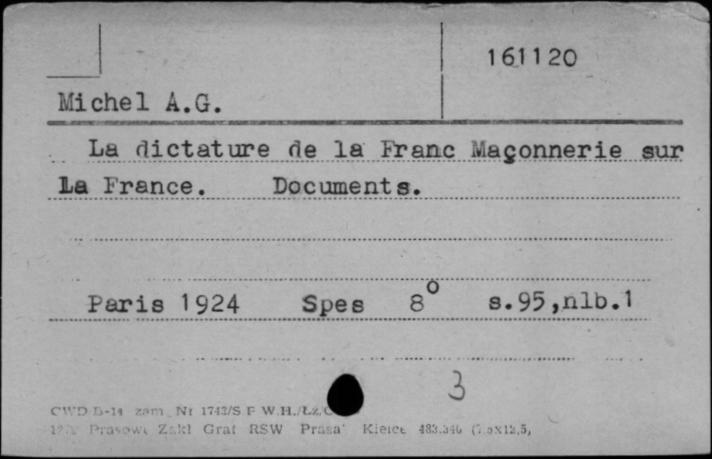 161120
Michel A.G.
La dictature de la Franc Maçonnerie sur
La France. Documents.
Paris 1924 Spes 8° s.95,nlb.1
3
CWD D-14 zam. Nr 1742/S F W.H./Łz.
Prasowe Zakł Graf RSW "Prasa" Kielce